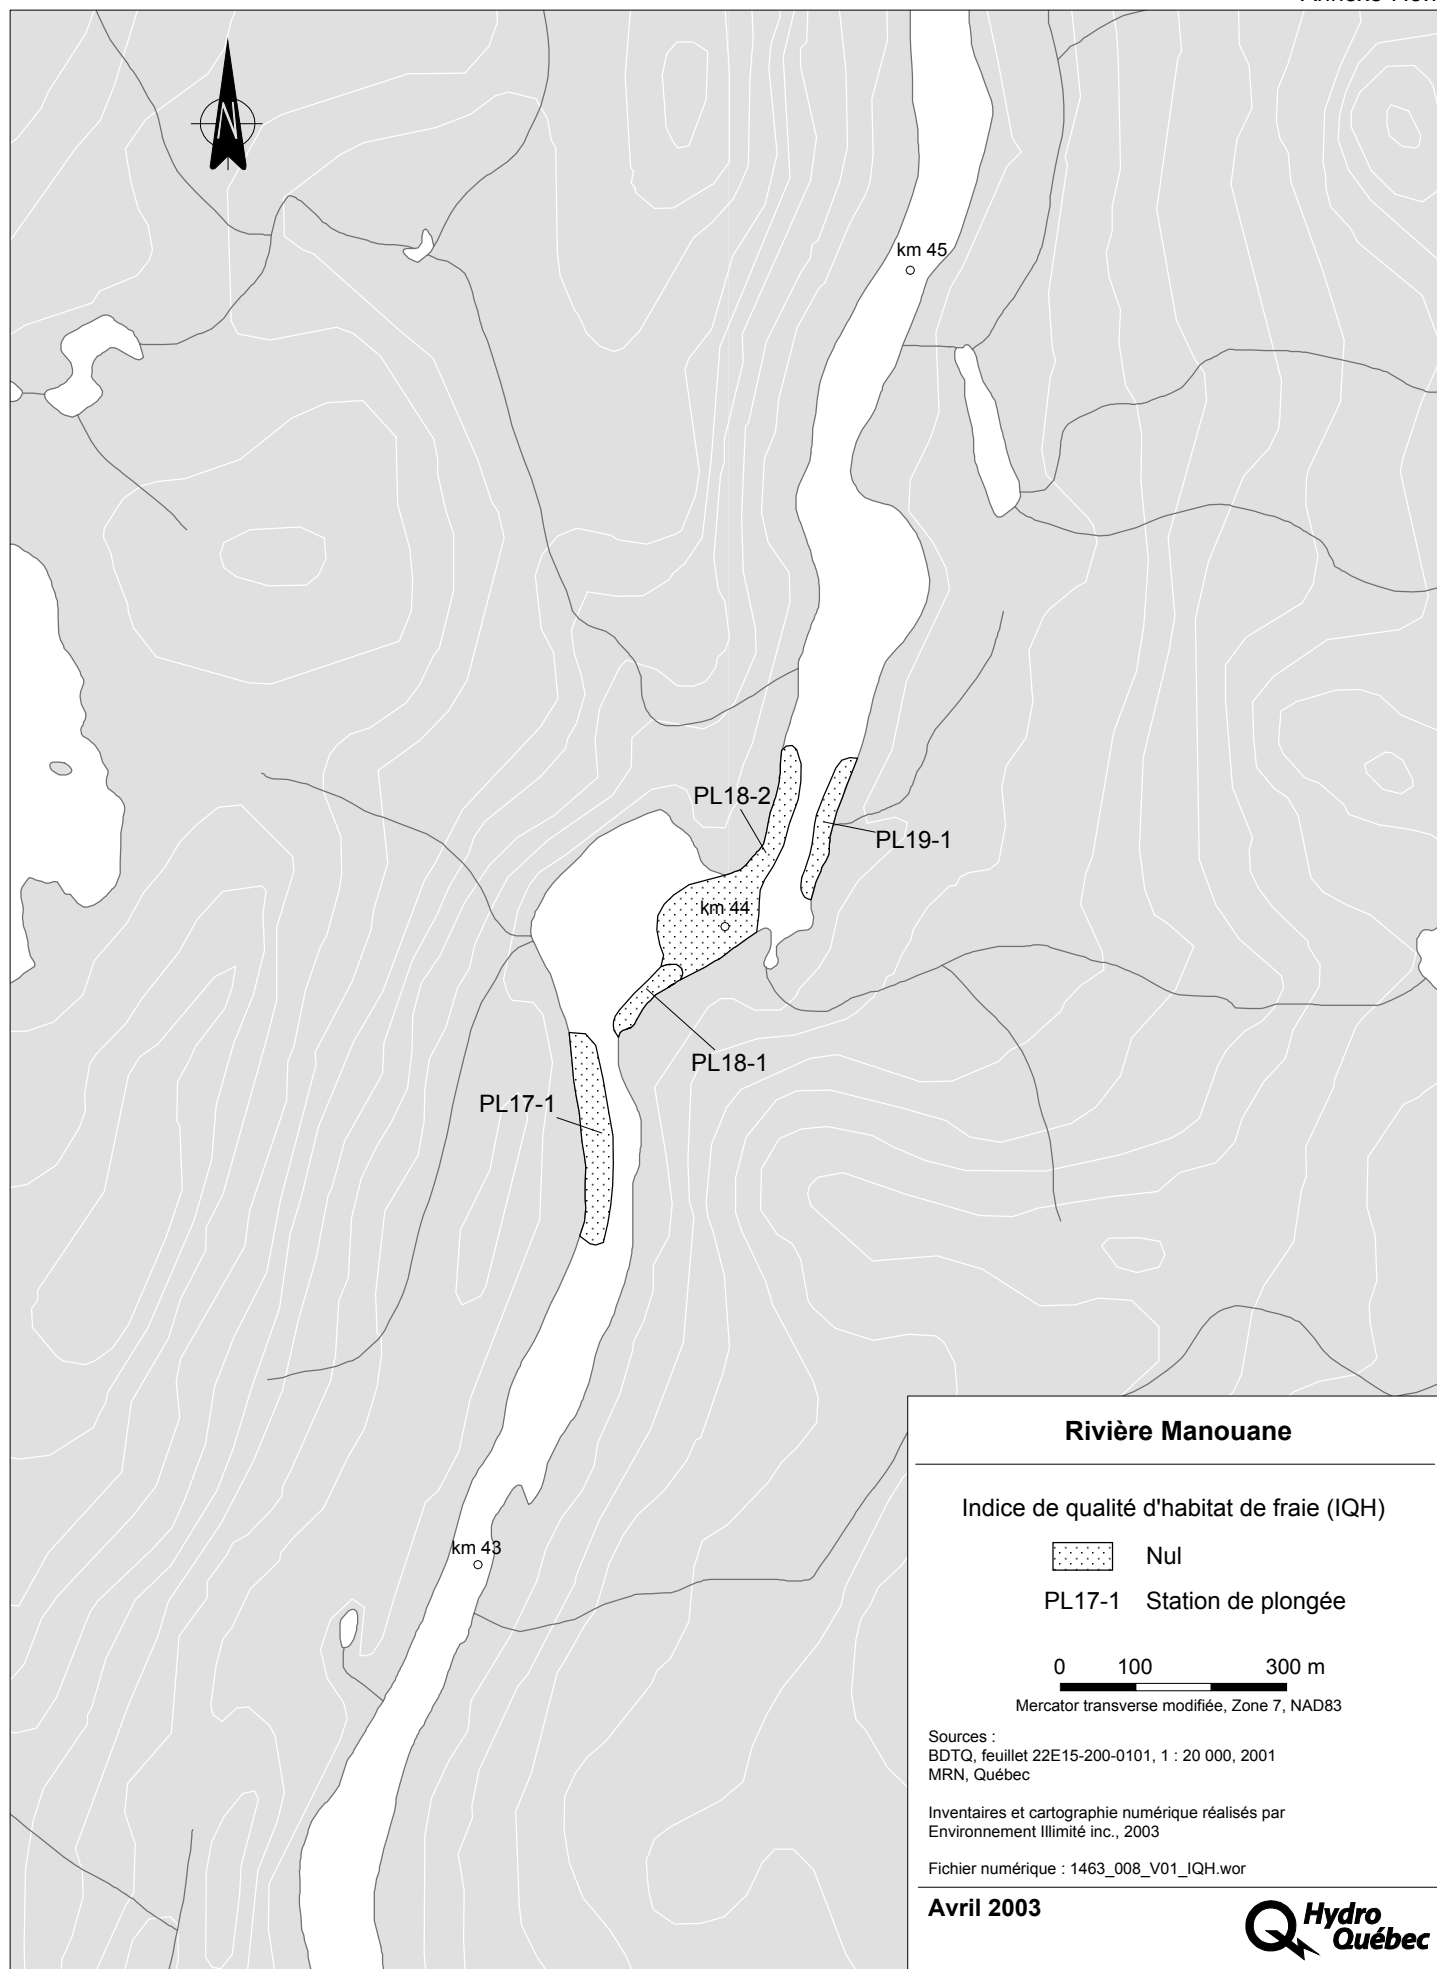 N
km 45
PL18-2
PL19-1
km 44
PL18-1
PL17-1
km 43
Rivière Manouane
Indice de qualité d'habitat de fraie (IQH)
Nul
PL17-1 Station de plongée
0 100 300 m
Mercator transverse modifiée, Zone 7, NAD83
Sources :
BDTQ, feuillet 22E15-200-0101, 1 : 20 000, 2001
MRN, Québec
Inventaires et cartographie numérique réalisés par
Environnement Illimité inc., 2003
Fichier numérique : 1463_008_V01_IQH.wor
Avril 2003
Hydro
Québec